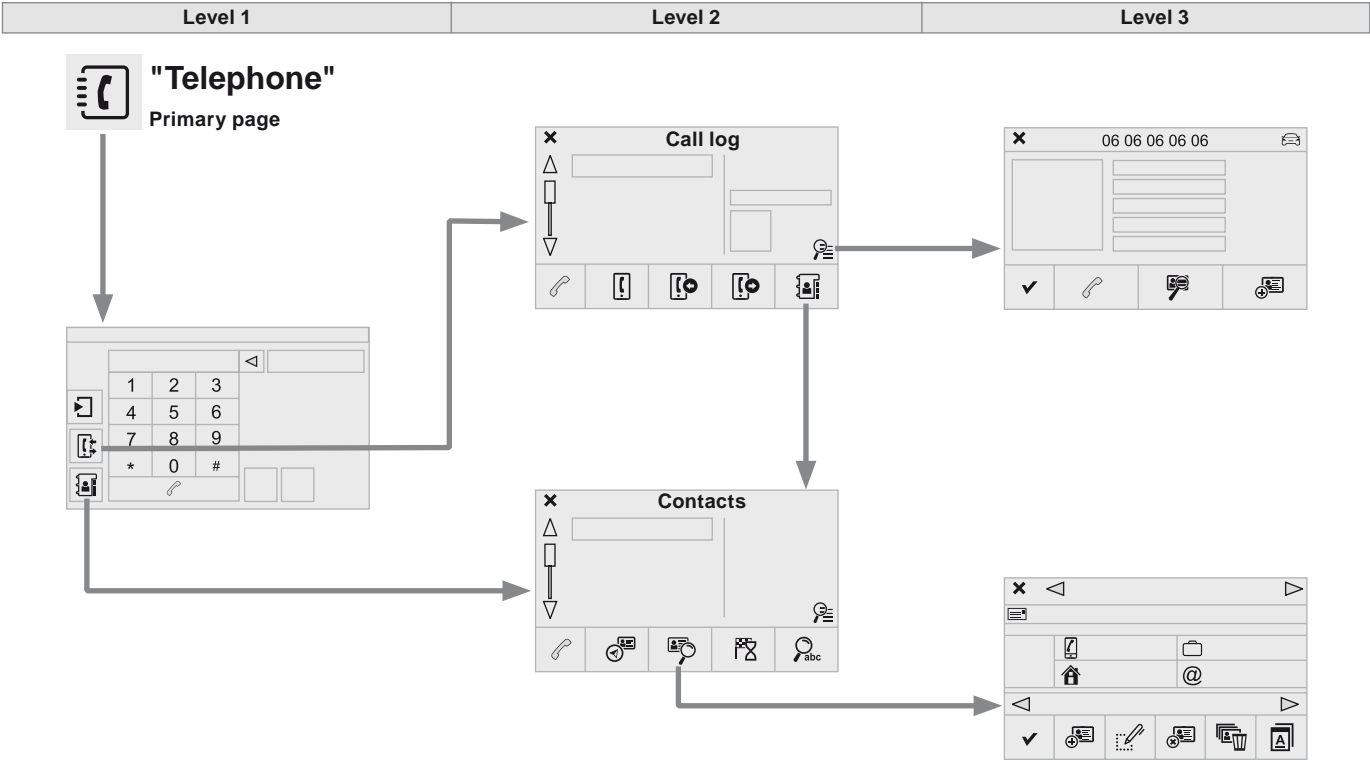 Level 1 Level 2 Level 3
"Telephone"
Primary page
Call log
06 06 06 06 06
1 2 3
4 5 6
7 8 9
* 0 #
Contacts
abc
@
A